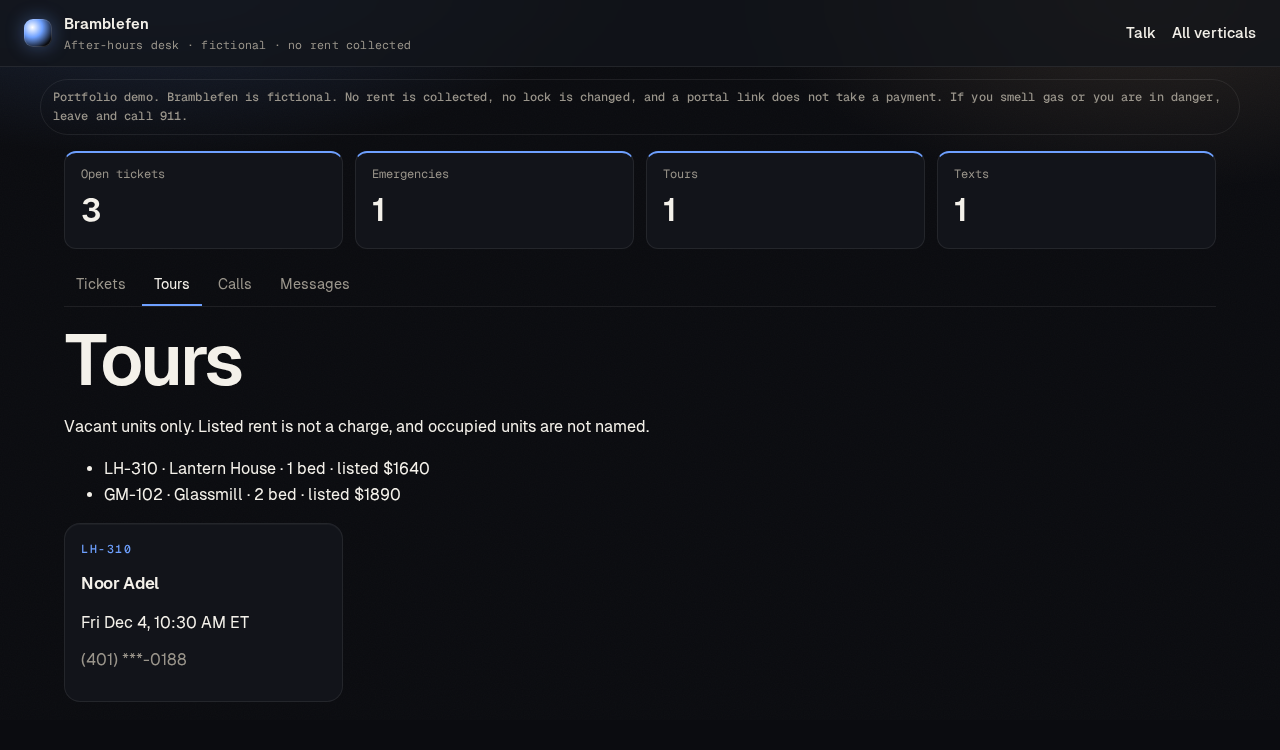 Bramblefen
After-hours desk · fictional · no rent collected
Talk
All verticals
Portfolio demo. Bramblefen is fictional. No rent is collected, no lock is changed, and a portal link does not take a payment. If you smell gas or you are in danger,
leave and call 911.
Open tickets
3
Emergencies
1
Tours
1
Texts
1
Tickets
Tours
Calls
Messages
Tours
Vacant units only. Listed rent is not a charge, and occupied units are not named.
• LH-310 · Lantern House · 1 bed · listed $1640
• GM-102 · Glassmill · 2 bed · listed $1890
LH-310
Noor Adel
Fri Dec 4, 10:30 AM ET
(401) ***-0188